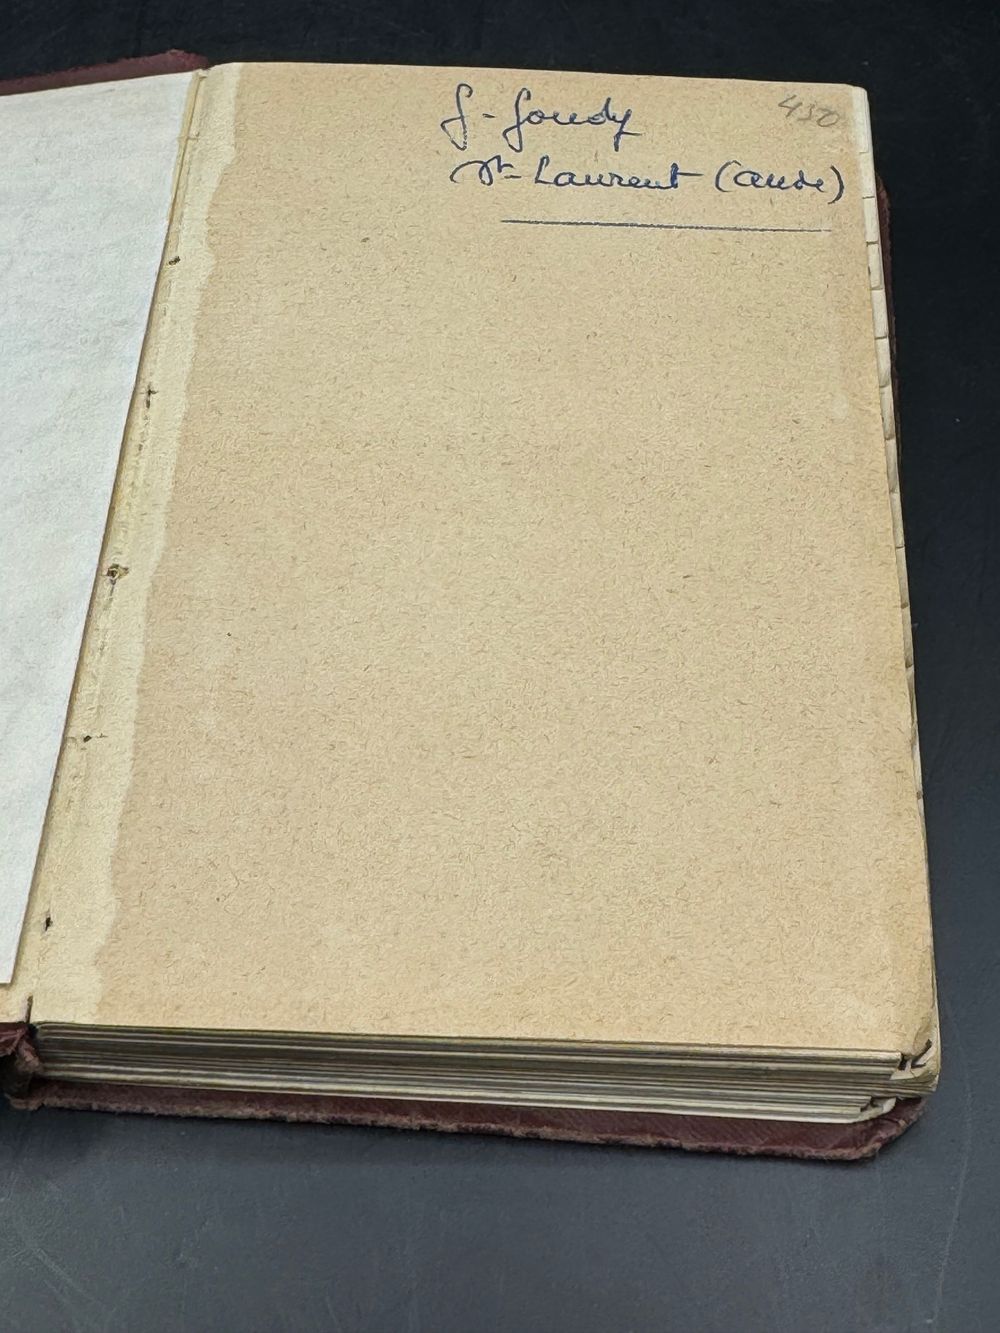 450
G - Goudy
St- Laurent (Aude)